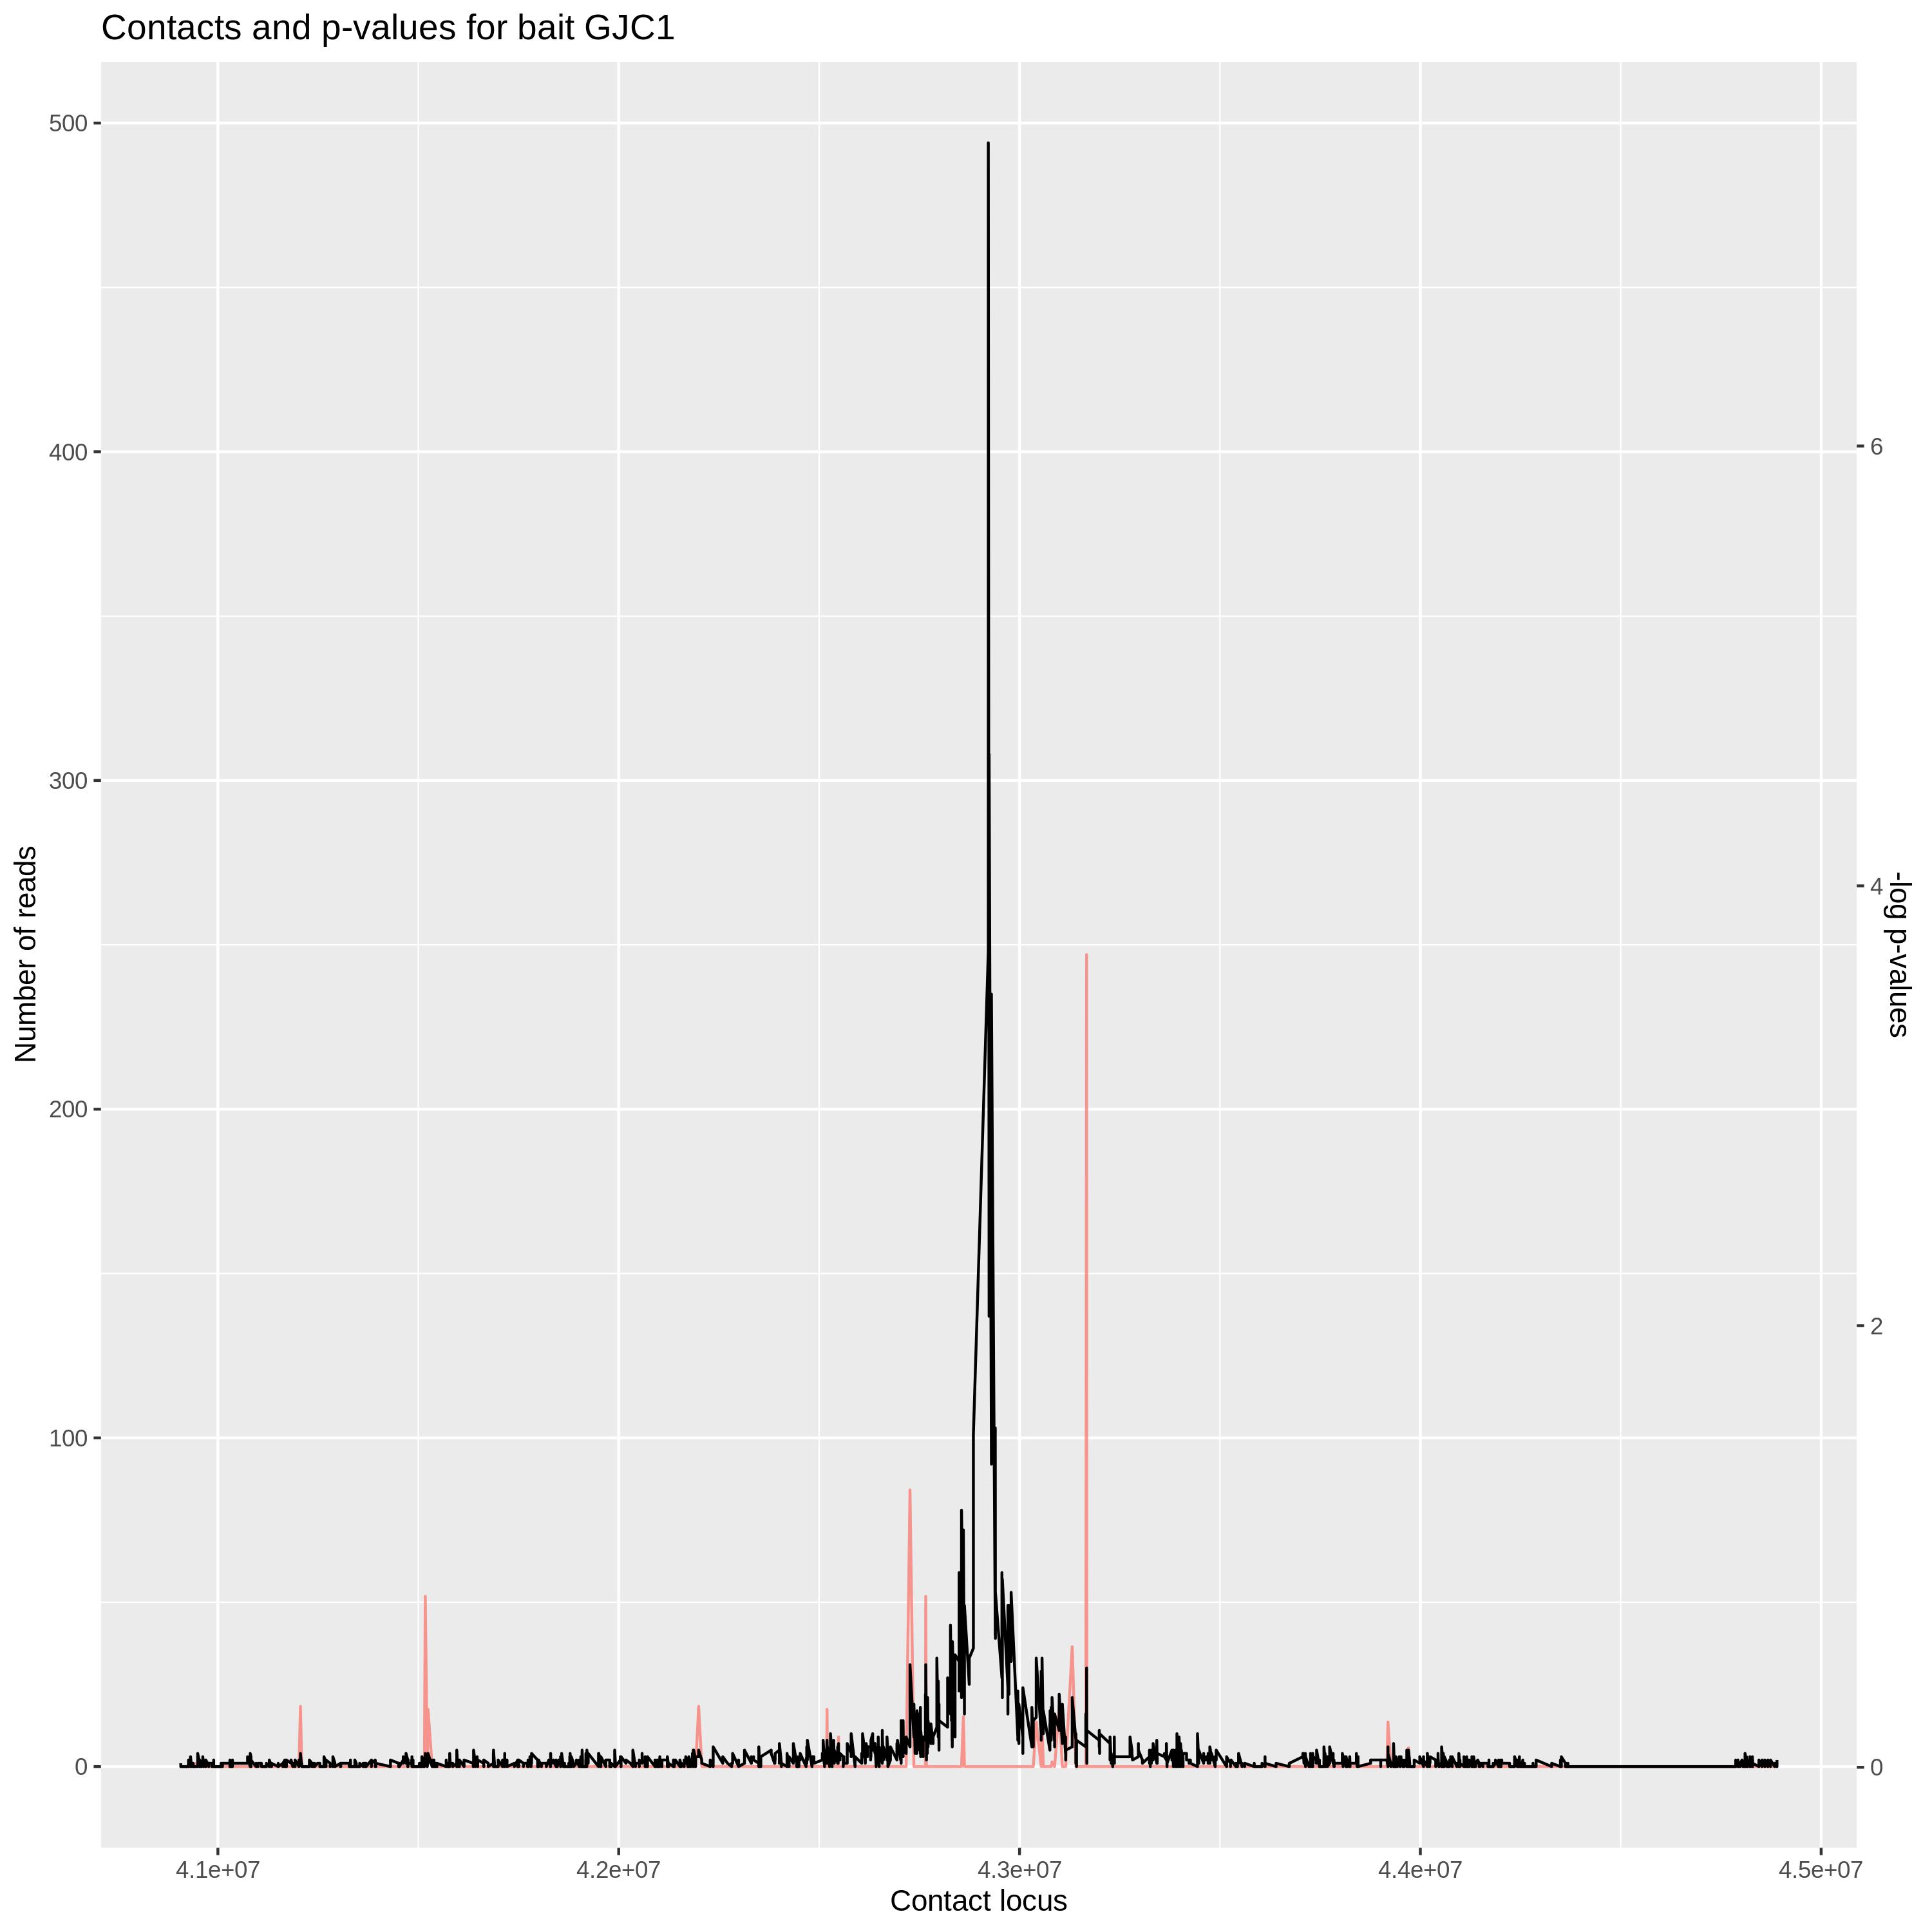 Contacts and p-values for bait GJC1
500
400
300
200
100
0
Number of reads
6
4
2
0
-log p-values
4.1e+07 4.2e+07 4.3e+07 4.4e+07 4.5e+07
Contact locus